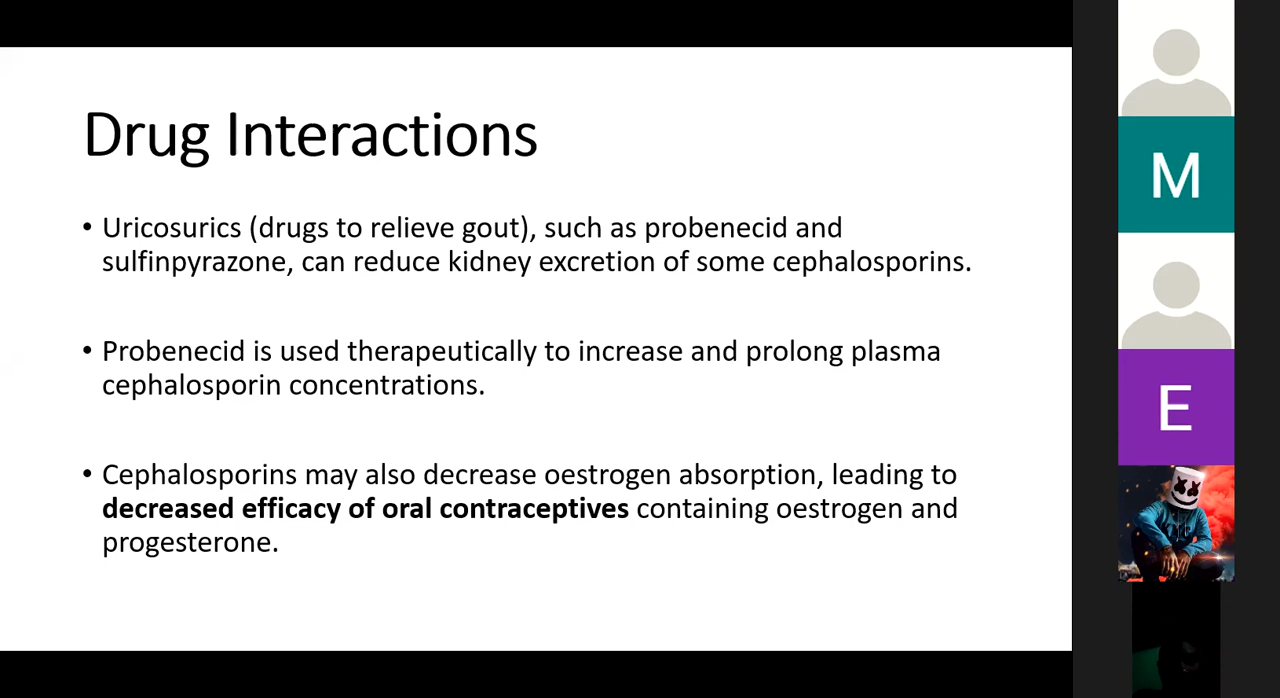 Drug Interactions
• Uricosurics (drugs to relieve gout), such as probenecid and
sulfinpyrazone, can reduce kidney excretion of some cephalosporins.
• Probenecid is used therapeutically to increase and prolong plasma
cephalosporin concentrations.
• Cephalosporins may also decrease oestrogen absorption, leading to
decreased efficacy of oral contraceptives containing oestrogen and
progesterone.
M
E